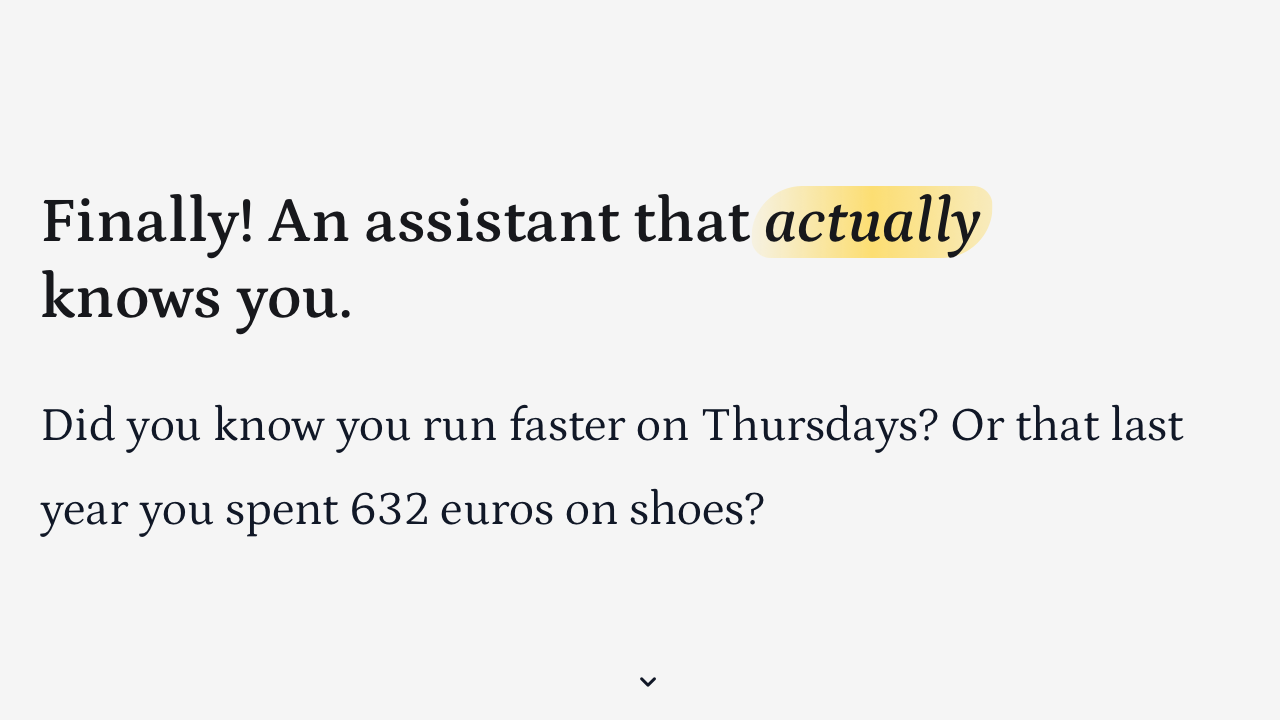 Finally! An assistant that actually
knows you.
Did you know you run faster on Thursdays? Or that last
year you spent 632 euros on shoes?